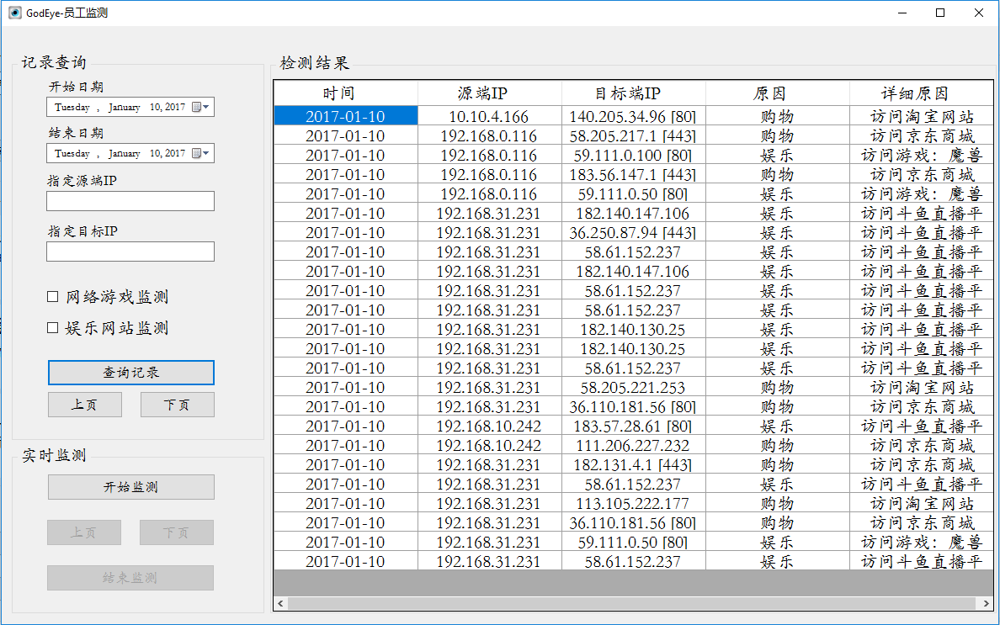 GodEye-员工监测
记录查询
开始日期
Tuesday , January 10, 2017
结束日期
Tuesday , January 10, 2017
指定源端IP
指定目标IP
网络游戏监测
娱乐网站监测
查询记录
上页 下页
实时监测
开始监测
上页 下页
结束监测
检测结果
时间 源端IP 目标端IP 原因 详细原因
2017-01-10 10.10.4.166 140.205.34.96 [80] 购物 访问淘宝网站
2017-01-10 192.168.0.116 58.205.217.1 [443] 购物 访问京东商城
2017-01-10 192.168.0.116 59.111.0.100 [80] 娱乐 访问游戏：魔兽
2017-01-10 192.168.0.116 183.56.147.1 [443] 购物 访问京东商城
2017-01-10 192.168.0.116 59.111.0.50 [80] 娱乐 访问游戏：魔兽
2017-01-10 192.168.31.231 182.140.147.106 娱乐 访问斗鱼直播平
2017-01-10 192.168.31.231 36.250.87.94 [443] 娱乐 访问斗鱼直播平
2017-01-10 192.168.31.231 58.61.152.237 娱乐 访问斗鱼直播平
2017-01-10 192.168.31.231 182.140.147.106 娱乐 访问斗鱼直播平
2017-01-10 192.168.31.231 58.61.152.237 娱乐 访问斗鱼直播平
2017-01-10 192.168.31.231 58.61.152.237 娱乐 访问斗鱼直播平
2017-01-10 192.168.31.231 182.140.130.25 娱乐 访问斗鱼直播平
2017-01-10 192.168.31.231 182.140.130.25 娱乐 访问斗鱼直播平
2017-01-10 192.168.31.231 58.61.152.237 娱乐 访问斗鱼直播平
2017-01-10 192.168.31.231 58.205.221.253 购物 访问淘宝网站
2017-01-10 192.168.31.231 36.110.181.56 [80] 购物 访问京东商城
2017-01-10 192.168.10.242 183.57.28.61 [80] 娱乐 访问斗鱼直播平
2017-01-10 192.168.10.242 111.206.227.232 购物 访问京东商城
2017-01-10 192.168.31.231 182.131.4.1 [443] 购物 访问京东商城
2017-01-10 192.168.31.231 58.61.152.237 娱乐 访问斗鱼直播平
2017-01-10 192.168.31.231 113.105.222.177 购物 访问淘宝网站
2017-01-10 192.168.31.231 36.110.181.56 [80] 购物 访问京东商城
2017-01-10 192.168.31.231 59.111.0.50 [80] 娱乐 访问游戏：魔兽
2017-01-10 192.168.31.231 58.61.152.237 娱乐 访问斗鱼直播平